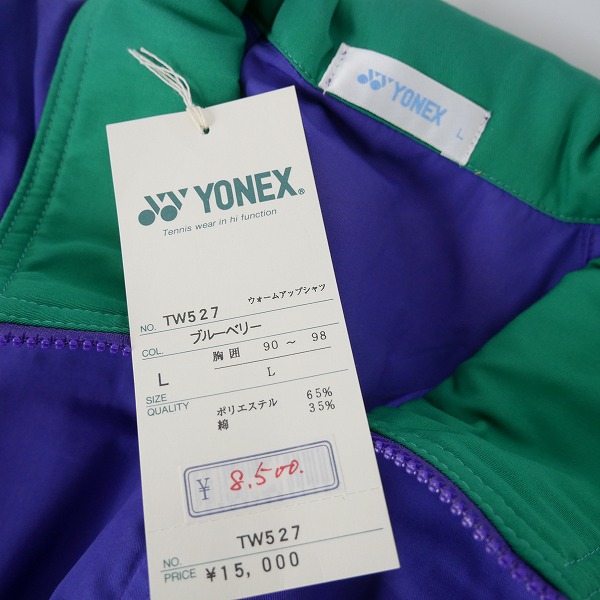 YONEX
L
YONEX®
Tennis wear in hi function
NO. TW527 ウォームアップシャツ
COL. ブルーベリー
L 胸囲 90 ～ 98
SIZE L
QUALITY ポリエステル 65%
綿 35%
¥ 8,500.
NO. TW527
PRICE ¥15,000